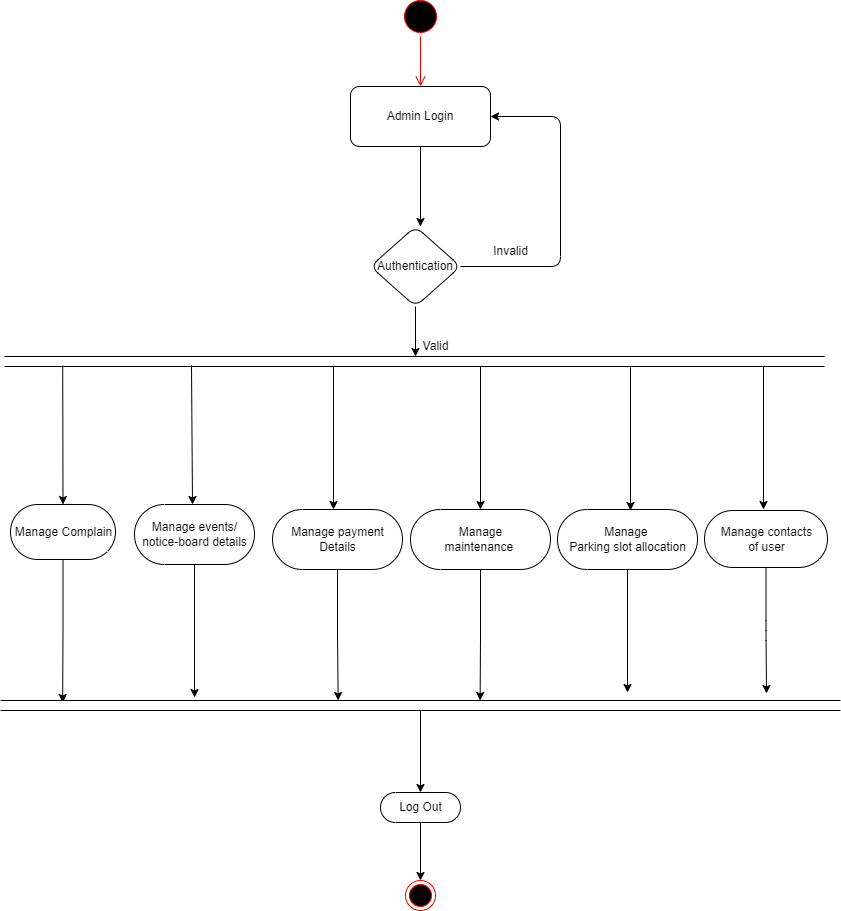 Admin Login
Authentication
Invalid
Valid
Manage Complain
Manage events/
notice-board details
Manage payment
Details
Manage
maintenance
Manage
Parking slot allocation
Manage contacts
of user
Log Out